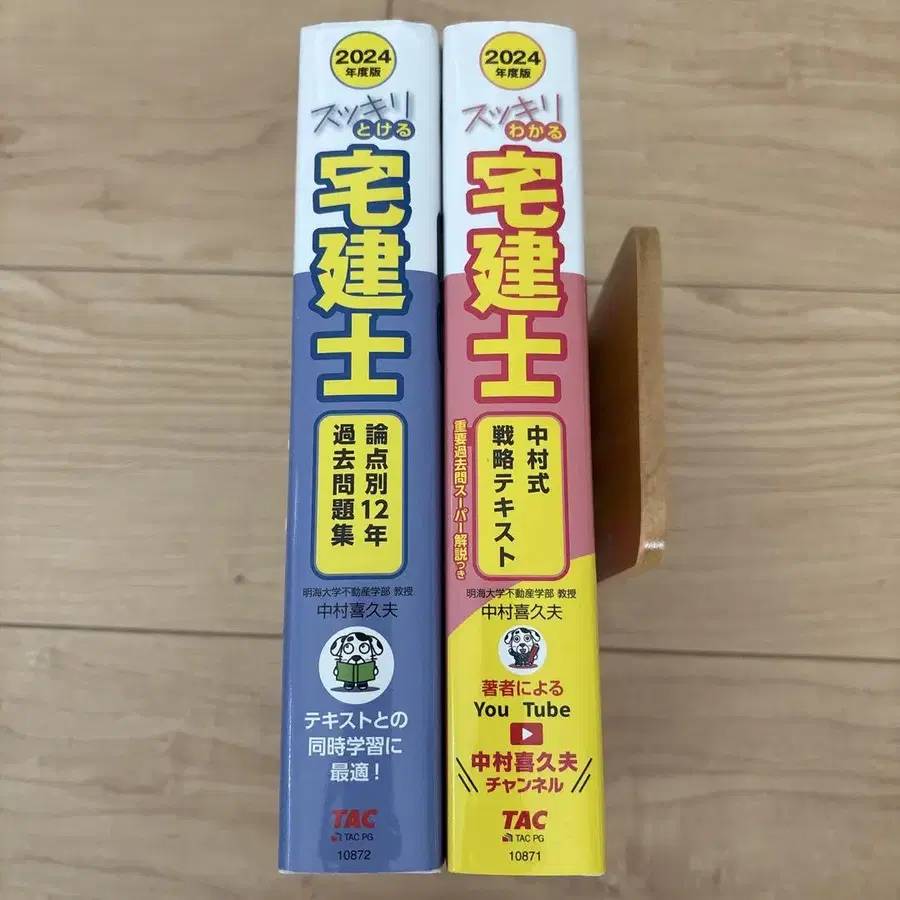 2024
年度版
スッキリ
とける
宅建士
論点別12年
過去問題集
明海大学不動産学部 教授
中村喜久夫
テキストとの
同時学習に
最適！
TAC
TAC PG
10872
2024
年度版
スッキリ
わかる
宅建士
中村式
戦略テキスト
重要過去問スーパー解説つき
明海大学不動産学部 教授
中村喜久夫
著者による
You Tube
中村喜久夫
チャンネル
TAC
TAC PG
10871